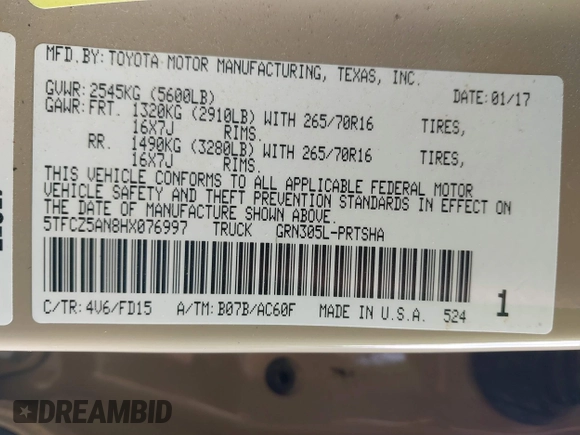 MFD.BY: TOYOTA MOTOR MANUFACTURING, TEXAS, INC.
GVWR: 2545KG (5600LB) DATE: 01/17
GAWR: FRT. 1320KG (2910LB) WITH 265/70R16 TIRES,
16X7J RIMS.
RR. 1490KG (3280LB) WITH 265/70R16 TIRES,
16X7J RIMS.
THIS VEHICLE CONFORMS TO ALL APPLICABLE FEDERAL MOTOR
VEHICLE SAFETY AND THEFT PREVENTION STANDARDS IN EFFECT ON
THE DATE OF MANUFACTURE SHOWN ABOVE.
5TFCZ5AN8HX076997 TRUCK GRN305L-PRTSHA
C/TR: 4V6/FD15 A/TM: B07B/AC60F MADE IN U.S.A. 524
1
DREAMBID